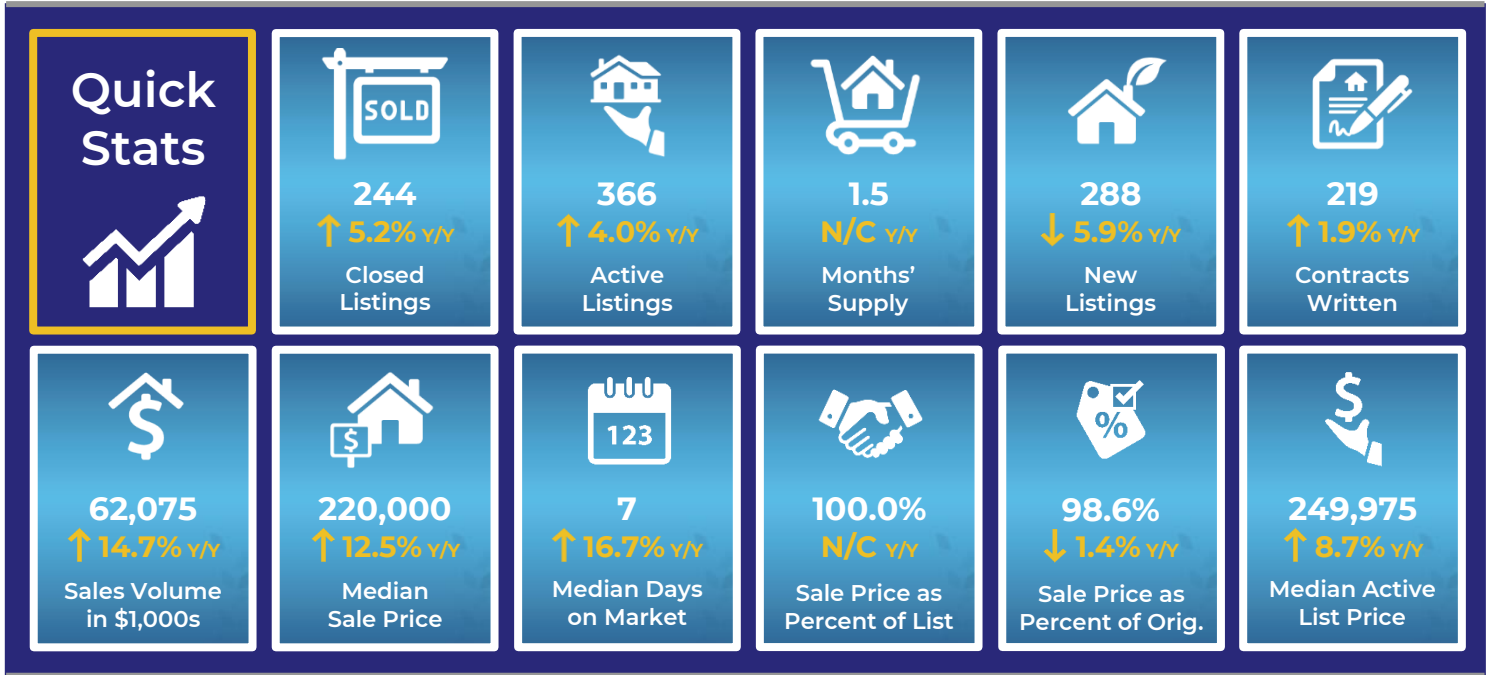 Quick
Stats
SOLD
244
↑ 5.2% Y/Y
Closed
Listings
366
↑ 4.0% Y/Y
Active
Listings
1.5
N/C Y/Y
Months’
Supply
288
↓ 5.9% Y/Y
New
Listings
219
↑ 1.9% Y/Y
Contracts
Written
$
62,075
↑ 14.7% Y/Y
Sales Volume
in $1,000s
$
220,000
↑ 12.5% Y/Y
Median
Sale Price
123
7
↑ 16.7% Y/Y
Median Days
on Market
100.0%
N/C Y/Y
Sale Price as
Percent of List
%
98.6%
↓ 1.4% Y/Y
Sale Price as
Percent of Orig.
$
249,975
↑ 8.7% Y/Y
Median Active
List Price